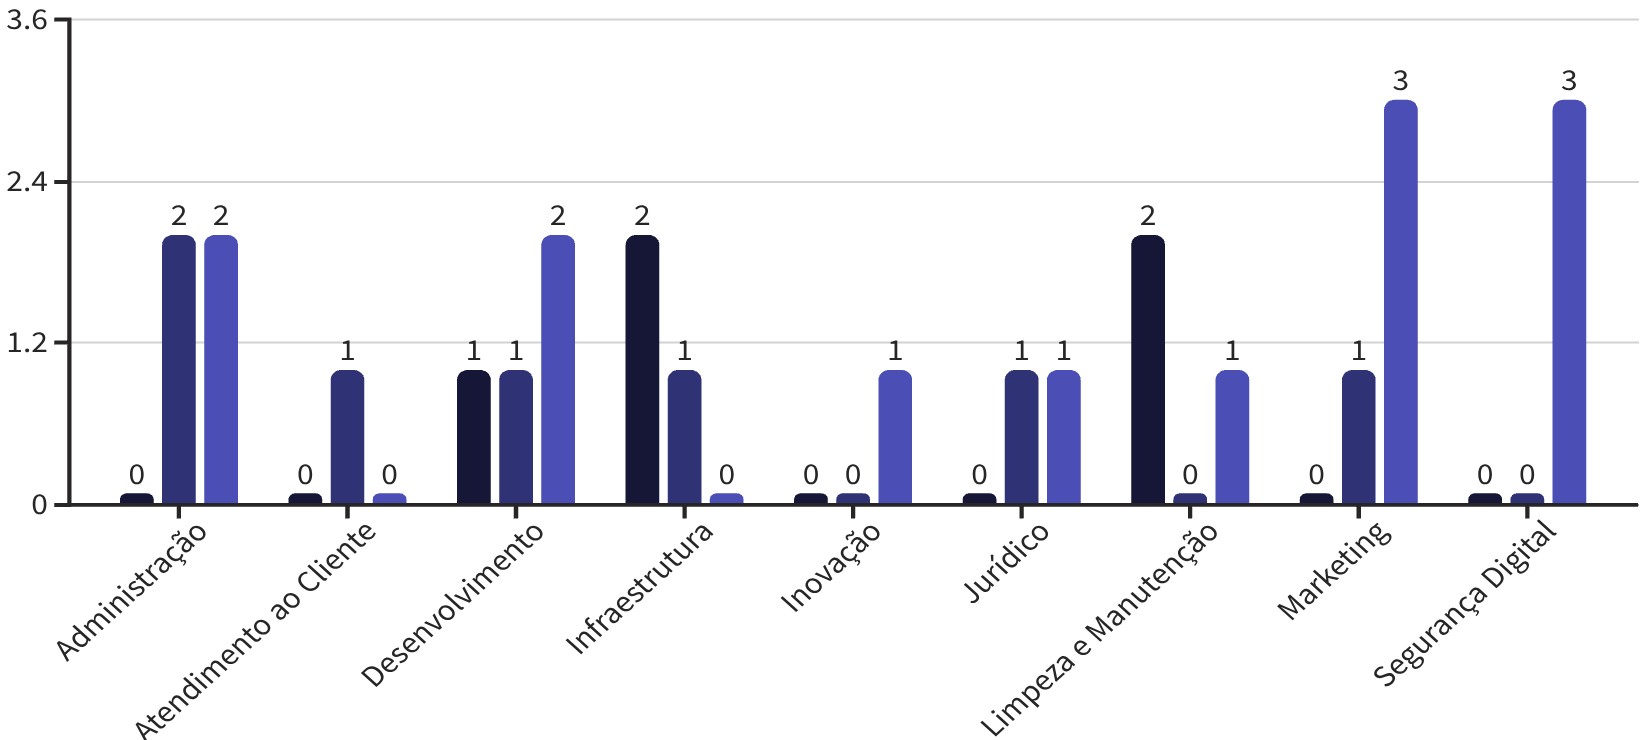 3.6
2.4
1.2
0
0 2 2
0 1 0
1 1 2
2 1 0
0 0 1
0 1 1
2 0 1
0 1 3
0 0 3
Administração
Atendimento ao Cliente
Desenvolvimento
Infraestrutura
Inovação
Jurídico
Limpeza e Manutenção
Marketing
Segurança Digital